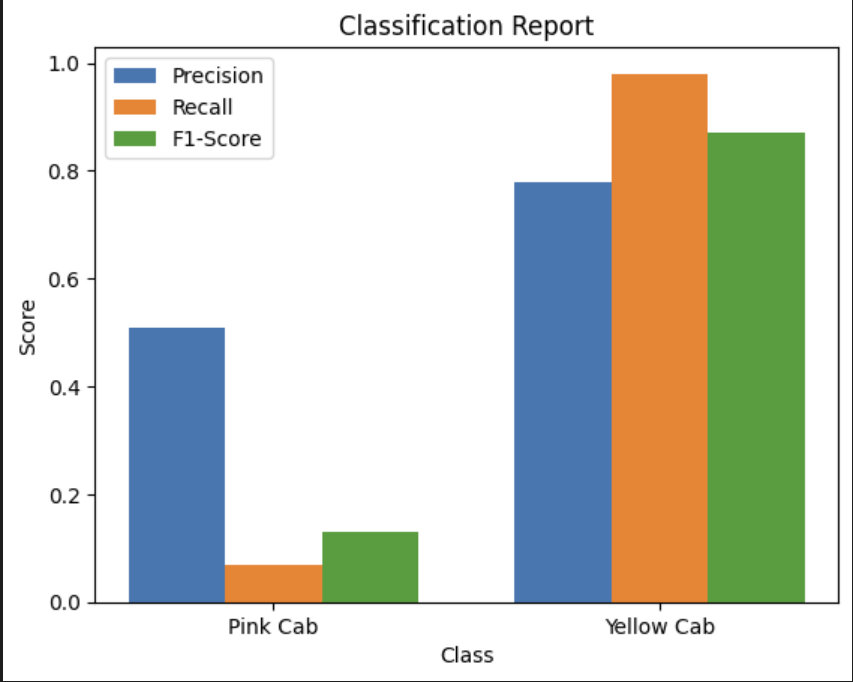 Classification Report
Precision
Recall
F1-Score
1.0
0.8
0.6
0.4
0.2
0.0
Score
Pink Cab
Yellow Cab
Class